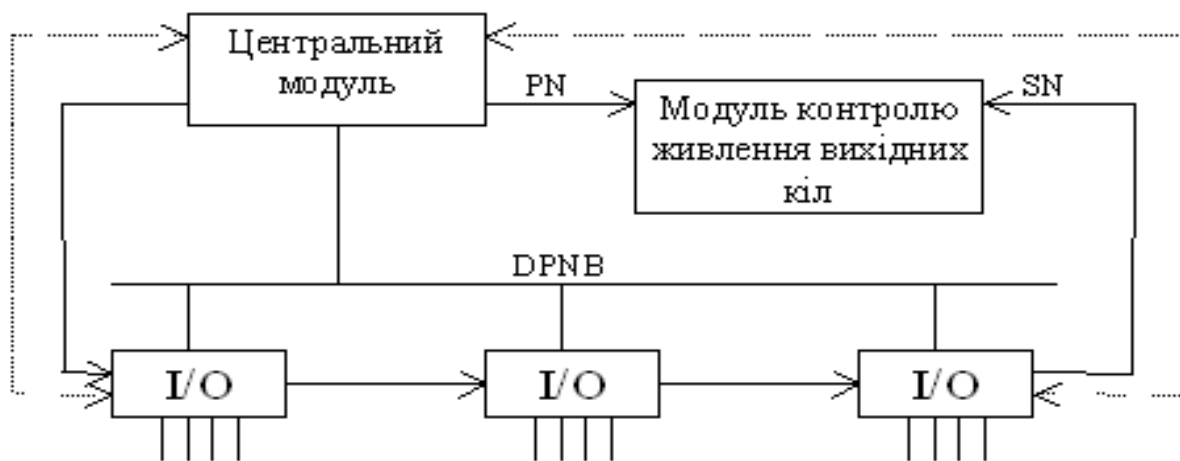 Центральний
модуль
PN
SN
Модуль контролю
живлення вихідних
кіл
DPNB
I/O
I/O
I/O